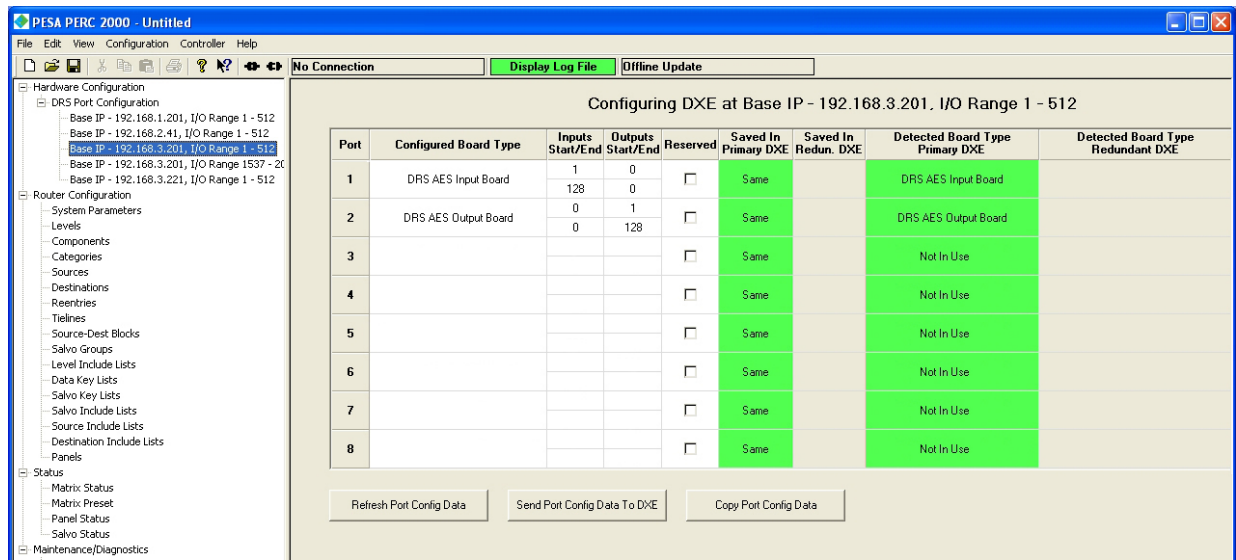 PESA PERC 2000 - Untitled
File Edit View Configuration Controller Help
No Connection Display Log File Offline Update
Hardware Configuration
DRS Port Configuration
Base IP - 192.168.1.201, I/O Range 1 - 512
Base IP - 192.168.2.41, I/O Range 1 - 512
Base IP - 192.168.3.201, I/O Range 1 - 512
Base IP - 192.168.3.201, I/O Range 1537 - 20
Base IP - 192.168.3.221, I/O Range 1 - 512
Router Configuration
System Parameters
Levels
Components
Categories
Sources
Destinations
Reentries
Tielines
Source-Dest Blocks
Salvo Groups
Level Include Lists
Data Key Lists
Salvo Key Lists
Salvo Include Lists
Source Include Lists
Destination Include Lists
Panels
Status
Matrix Status
Matrix Preset
Panel Status
Salvo Status
Maintenance/Diagnostics
Configuring DXE at Base IP - 192.168.3.201, I/O Range 1 - 512
Port Configured Board Type Inputs Start/End Outputs Start/End Reserved Saved In Primary DXE Saved In Redun. DXE Detected Board Type Primary DXE Detected Board Type Redundant DXE
1 DRS AES Input Board 1 0 Same DRS AES Input Board
128 0
2 DRS AES Output Board 0 1 Same DRS AES Output Board
0 128
3 Same Not In Use
4 Same Not In Use
5 Same Not In Use
6 Same Not In Use
7 Same Not In Use
8 Same Not In Use
Refresh Port Config Data Send Port Config Data To DXE Copy Port Config Data